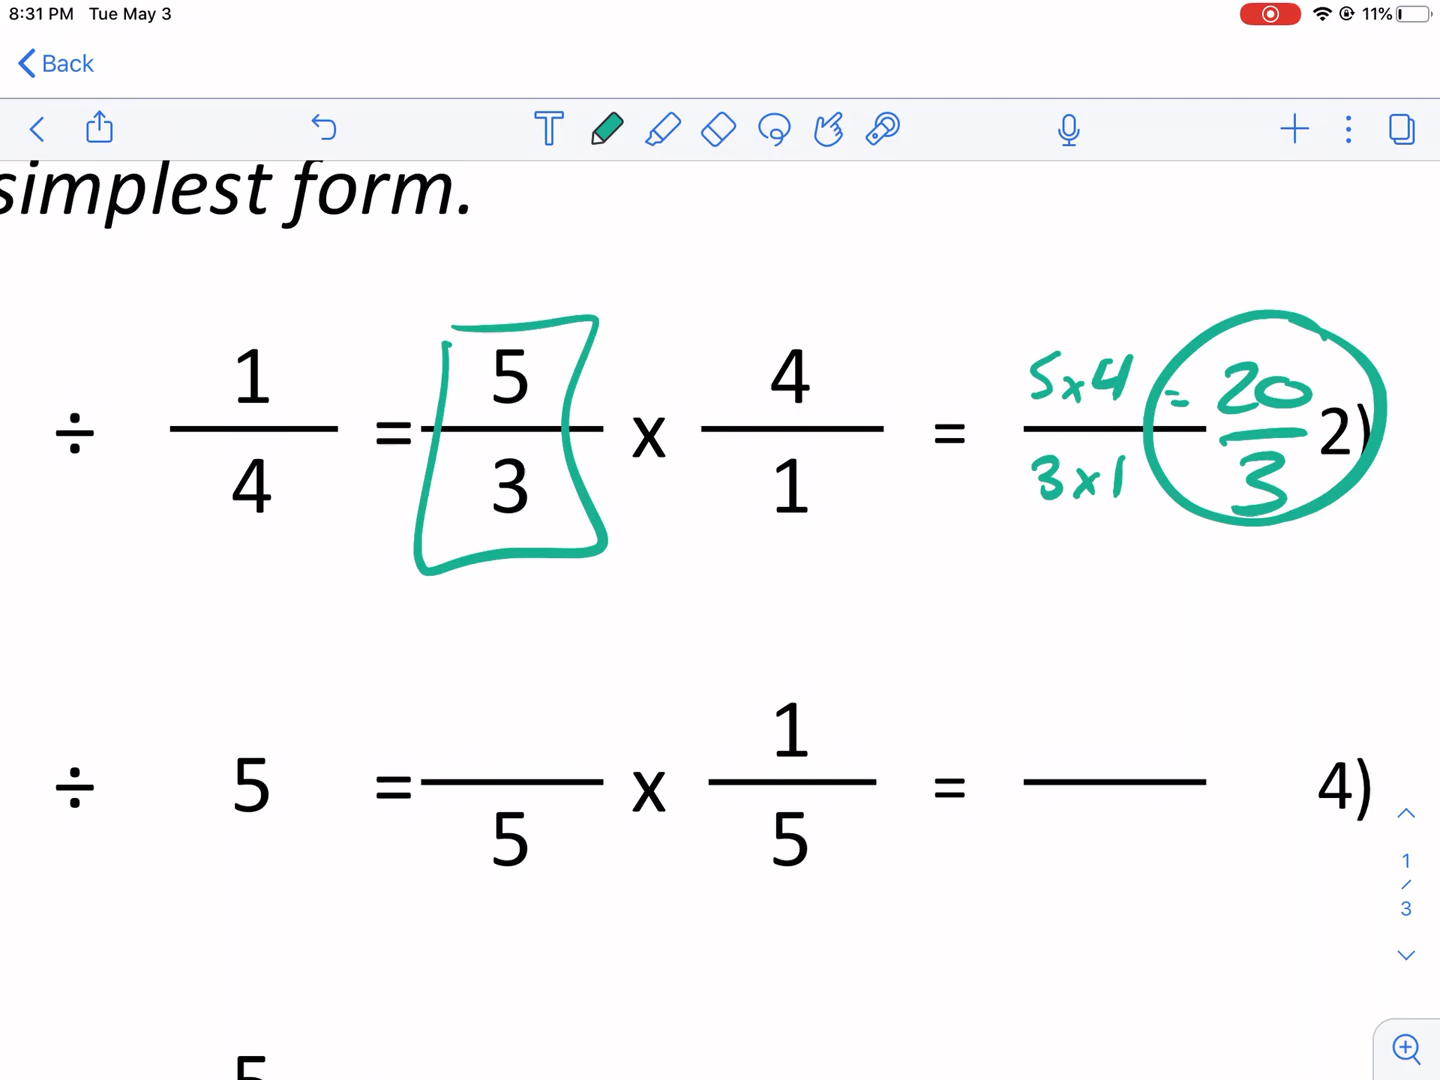 8:31 PM Tue May 3 11%
Back
simplest form.
1 5 4 5x4 20
÷ = x = = 2)
4 3 1 3x1 3
1
÷ 5 = x = 4)
5 5
1
/
3
5